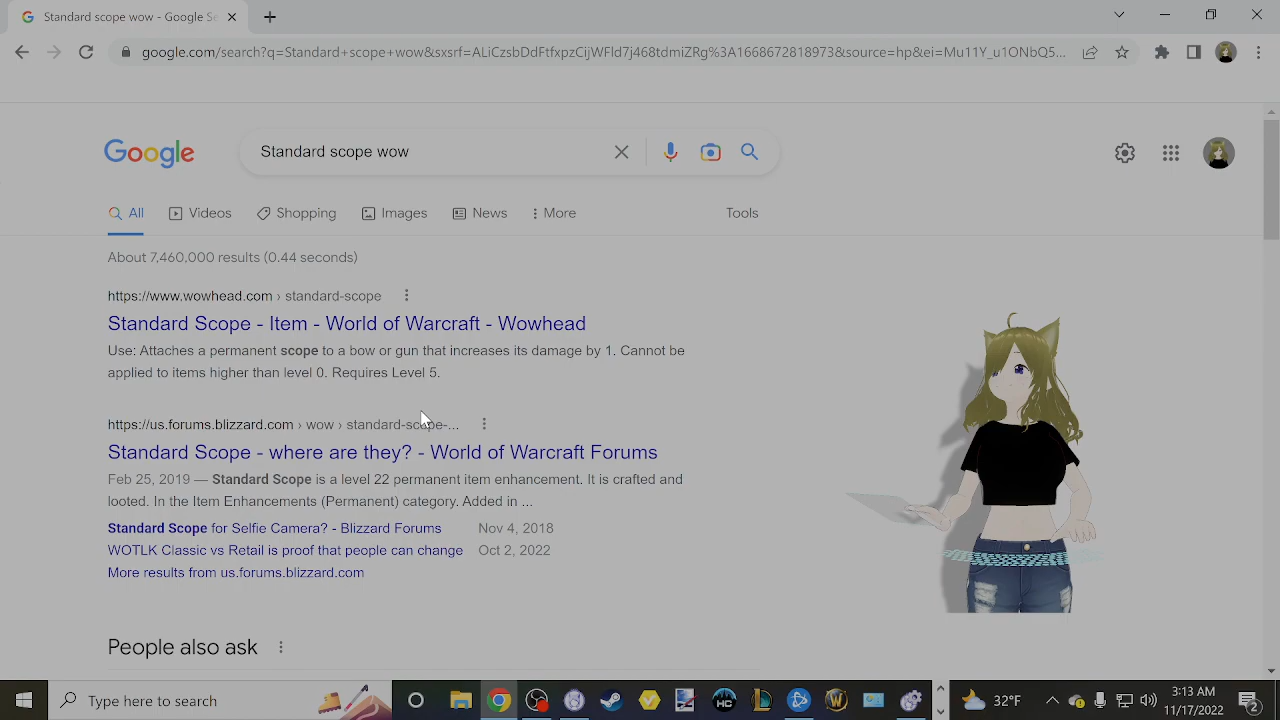 Standard scope wow - Google Se
google.com/search?q=Standard+scope+wow&sxsrf=ALiCzsbDdFtfxpzCijWFld7j468tdmiZRg%3A1668672818973&source=hp&ei=Mu11Y_u1ONbQ5...
Google
Standard scope wow
All Videos Shopping Images News More Tools
About 7,460,000 results (0.44 seconds)
https://www.wowhead.com › standard-scope
Standard Scope - Item - World of Warcraft - Wowhead
Use: Attaches a permanent scope to a bow or gun that increases its damage by 1. Cannot be
applied to items higher than level 0. Requires Level 5.
https://us.forums.blizzard.com › wow › standard-scope-...
Standard Scope - where are they? - World of Warcraft Forums
Feb 25, 2019 — Standard Scope is a level 22 permanent item enhancement. It is crafted and
looted. In the Item Enhancements (Permanent) category. Added in ...
Standard Scope for Selfie Camera? - Blizzard Forums Nov 4, 2018
WOTLK Classic vs Retail is proof that people can change Oct 2, 2022
More results from us.forums.blizzard.com
People also ask
Type here to search
HC
32°F
3:13 AM
11/17/2022
2